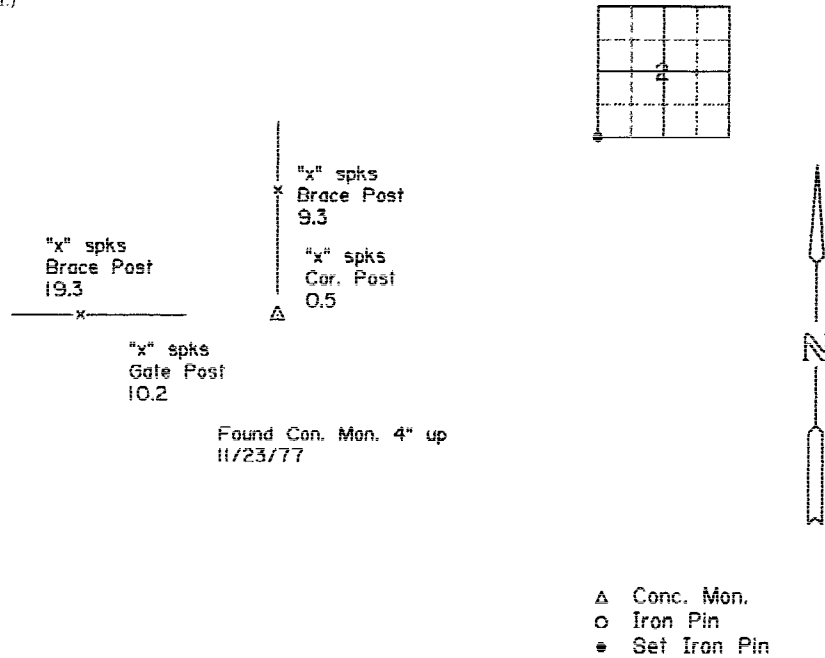 2
"x" spks
Brace Post
9.3
"x" spks
Brace Post
19.3
"x" spks
Cor. Post
0.5
"x" spks
Gate Post
10.2
Found Con. Mon. 4" up
11/23/77
N
Conc. Mon.
Iron Pin
Set Iron Pin